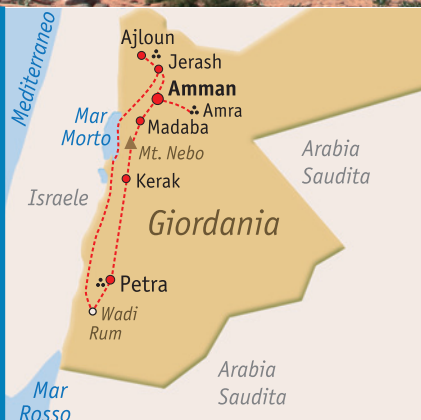 Mediterraneo
Ajloun
Jerash
Amman
Amra
Mar
Morto
Madaba
Mt. Nebo
Arabia
Saudita
Kerak
Israele
Giordania
Petra
Wadi
Rum
Arabia
Saudita
Mar
Rosso